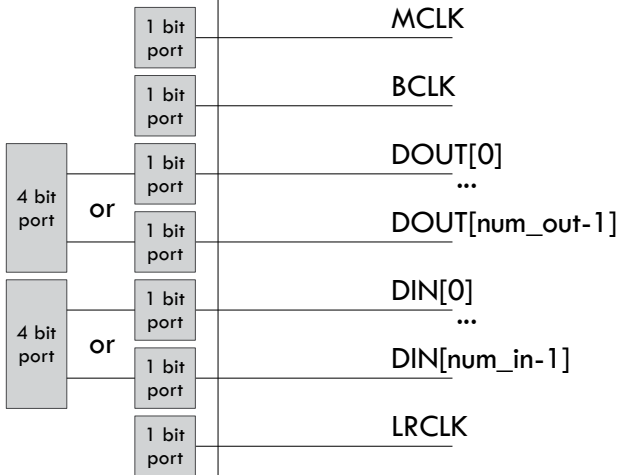 1 bit
port
MCLK
1 bit
port
BCLK
4 bit
port
or
1 bit
port
DOUT[0]
...
1 bit
port
DOUT[num_out-1]
4 bit
port
or
1 bit
port
DIN[0]
...
1 bit
port
DIN[num_in-1]
1 bit
port
LRCLK